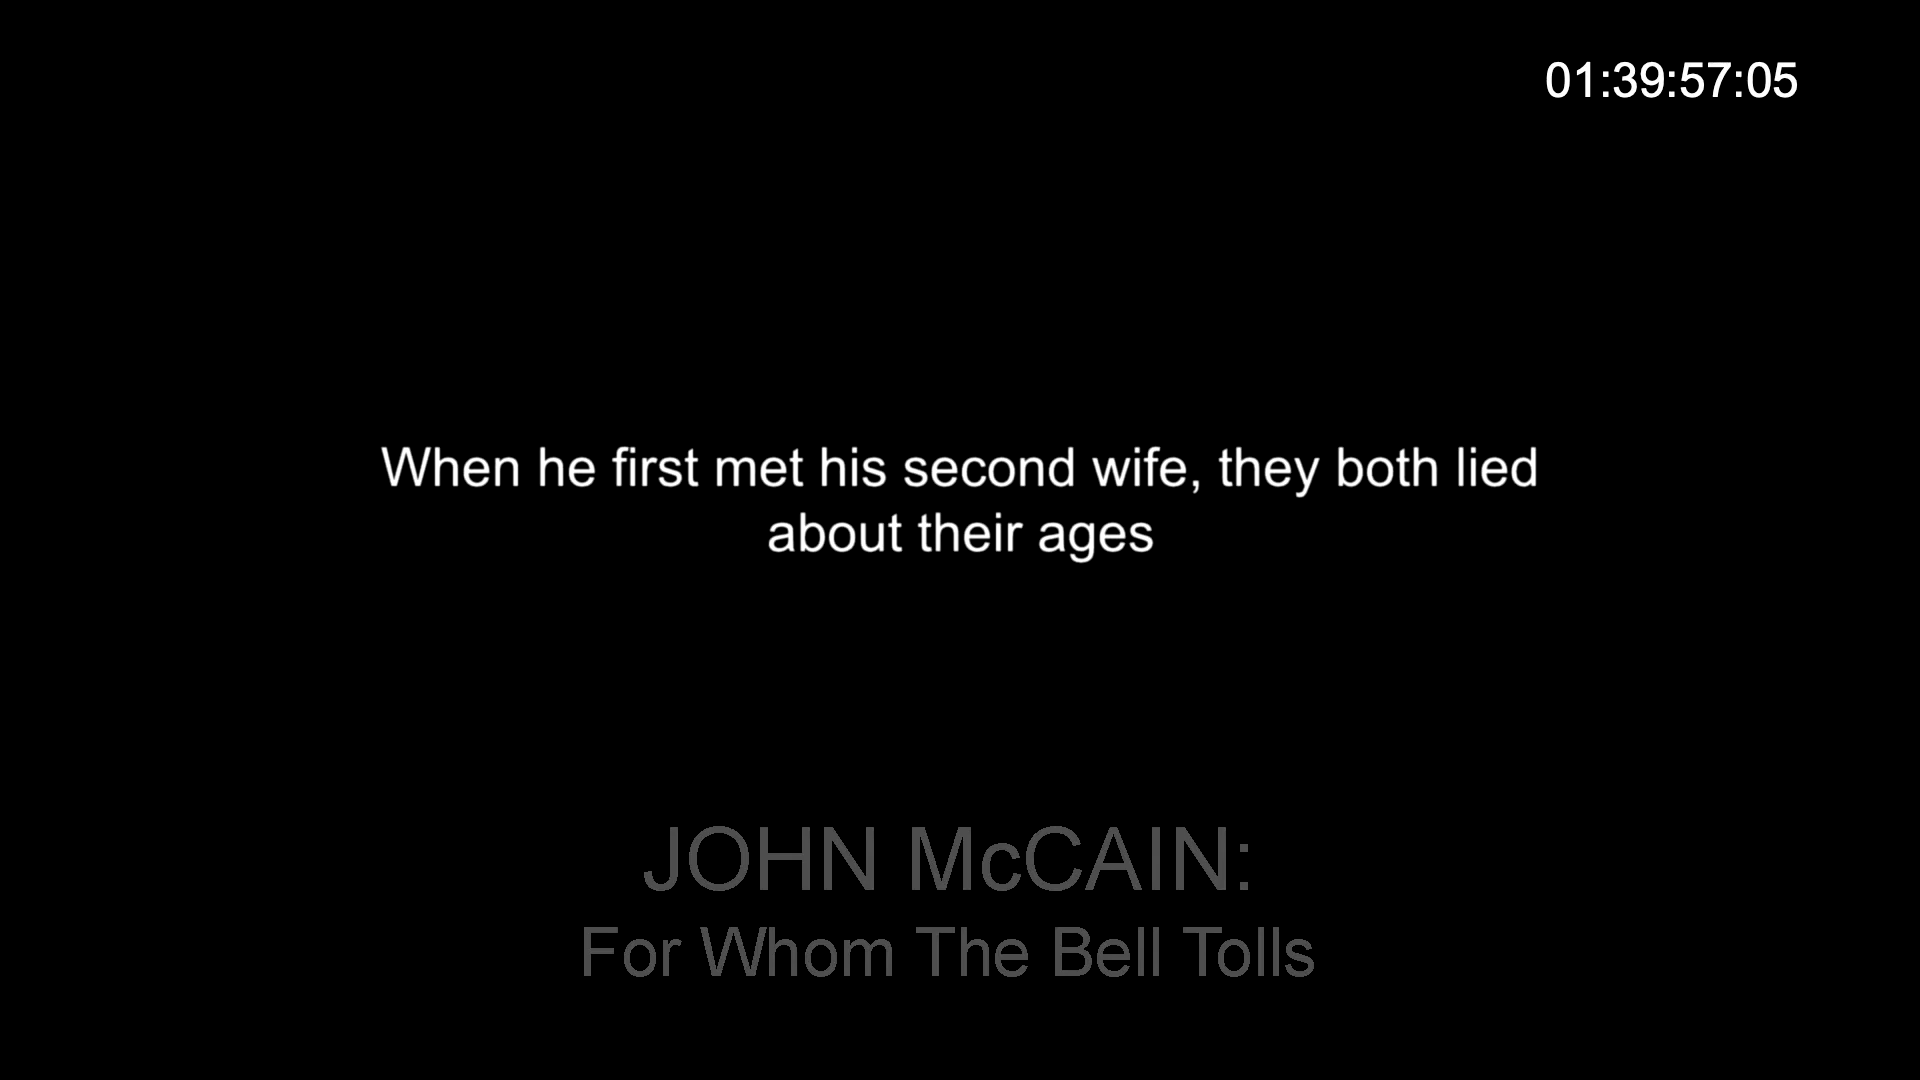 01:39:57:05
When he first met his second wife, they both lied
about their ages
JOHN McCAIN:
For Whom The Bell Tolls